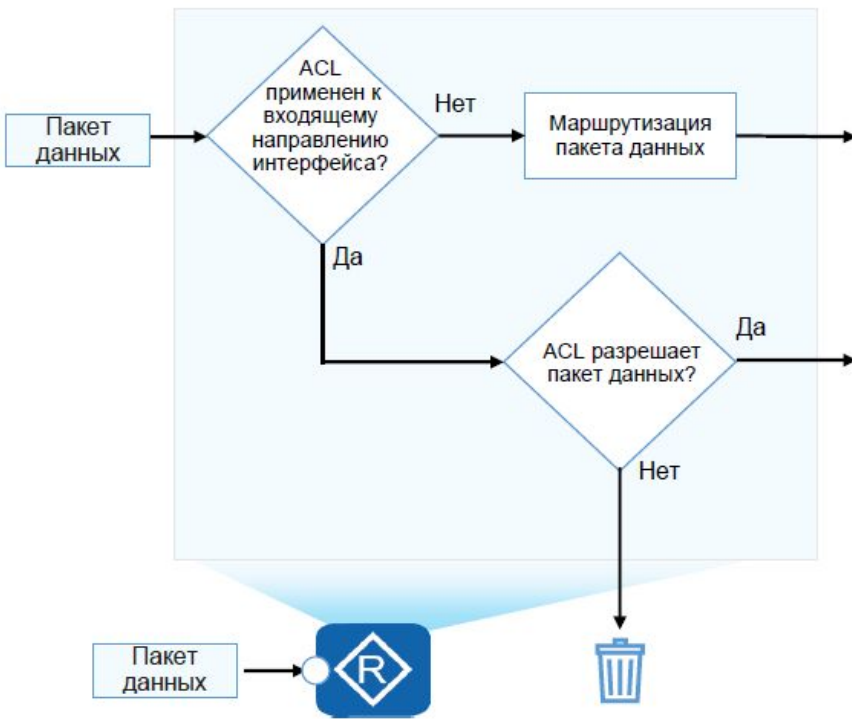 ACL
применен к
входящему
направлению
интерфейса?
Нет
Пакет
данных
Маршрутизация
пакета данных
Да
ACL разрешает
пакет данных?
Да
Нет
Пакет
данных
R